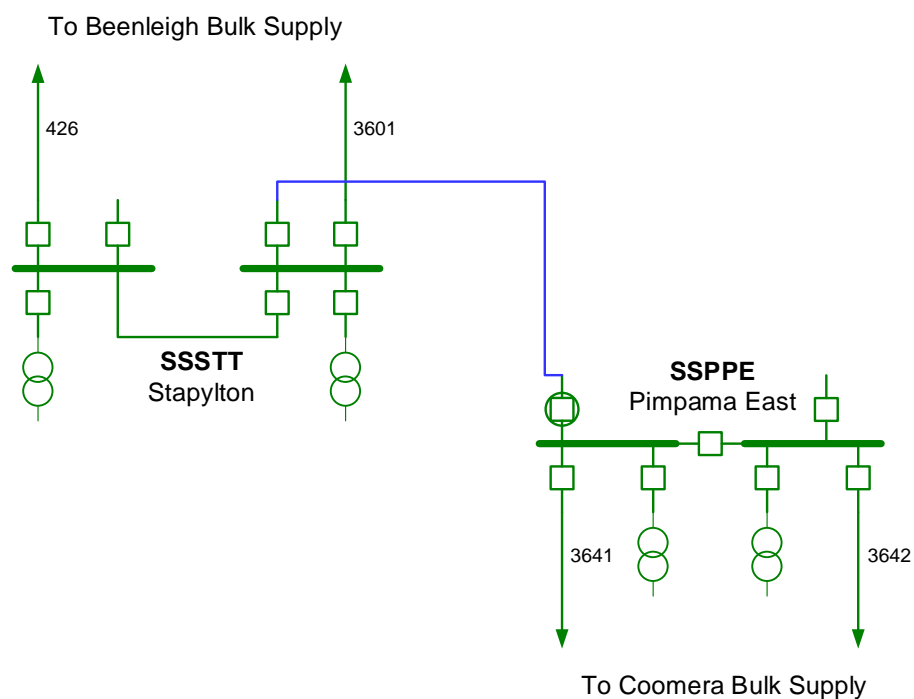 To Beenleigh Bulk Supply
426
3601
SSSTT
Stapylton
SSPPE
Pimpama East
3641
3642
To Coomera Bulk Supply